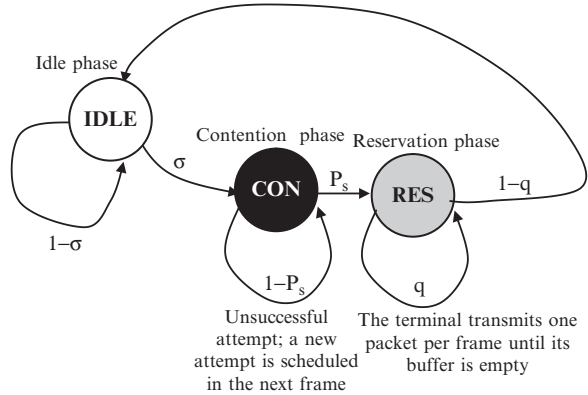 Idle phase
IDLE
Contention phase
Reservation phase
σ
CON
P_s
RES
1–q
1–σ
1–P_s
q
Unsuccessful
attempt; a new
attempt is scheduled
in the next frame
The terminal transmits one
packet per frame until its
buffer is empty